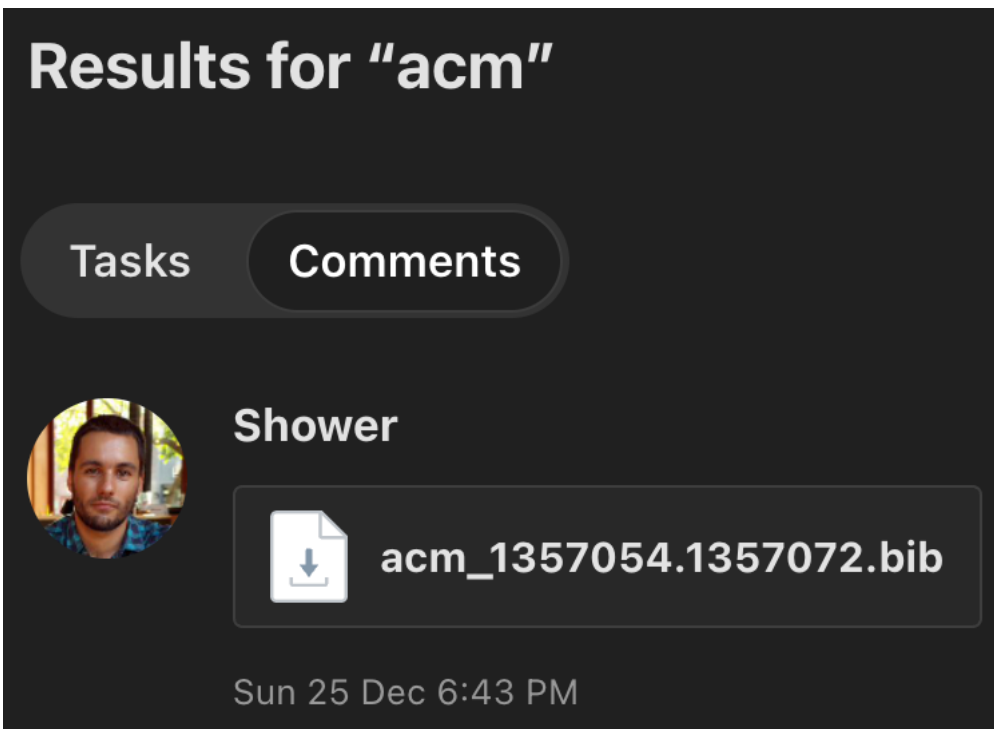 Results for “acm”
Tasks
Comments
Shower
acm_1357054.1357072.bib
Sun 25 Dec 6:43 PM